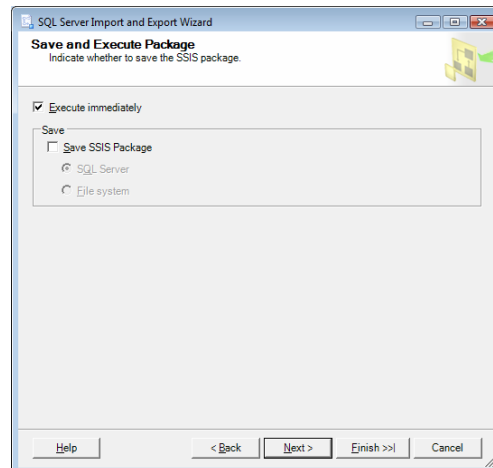 SQL Server Import and Export Wizard
Save and Execute Package
Indicate whether to save the SSIS package.
Execute immediately
Save
Save SSIS Package
SQL Server
File system
Help
< Back
Next >
Finish >>|
Cancel